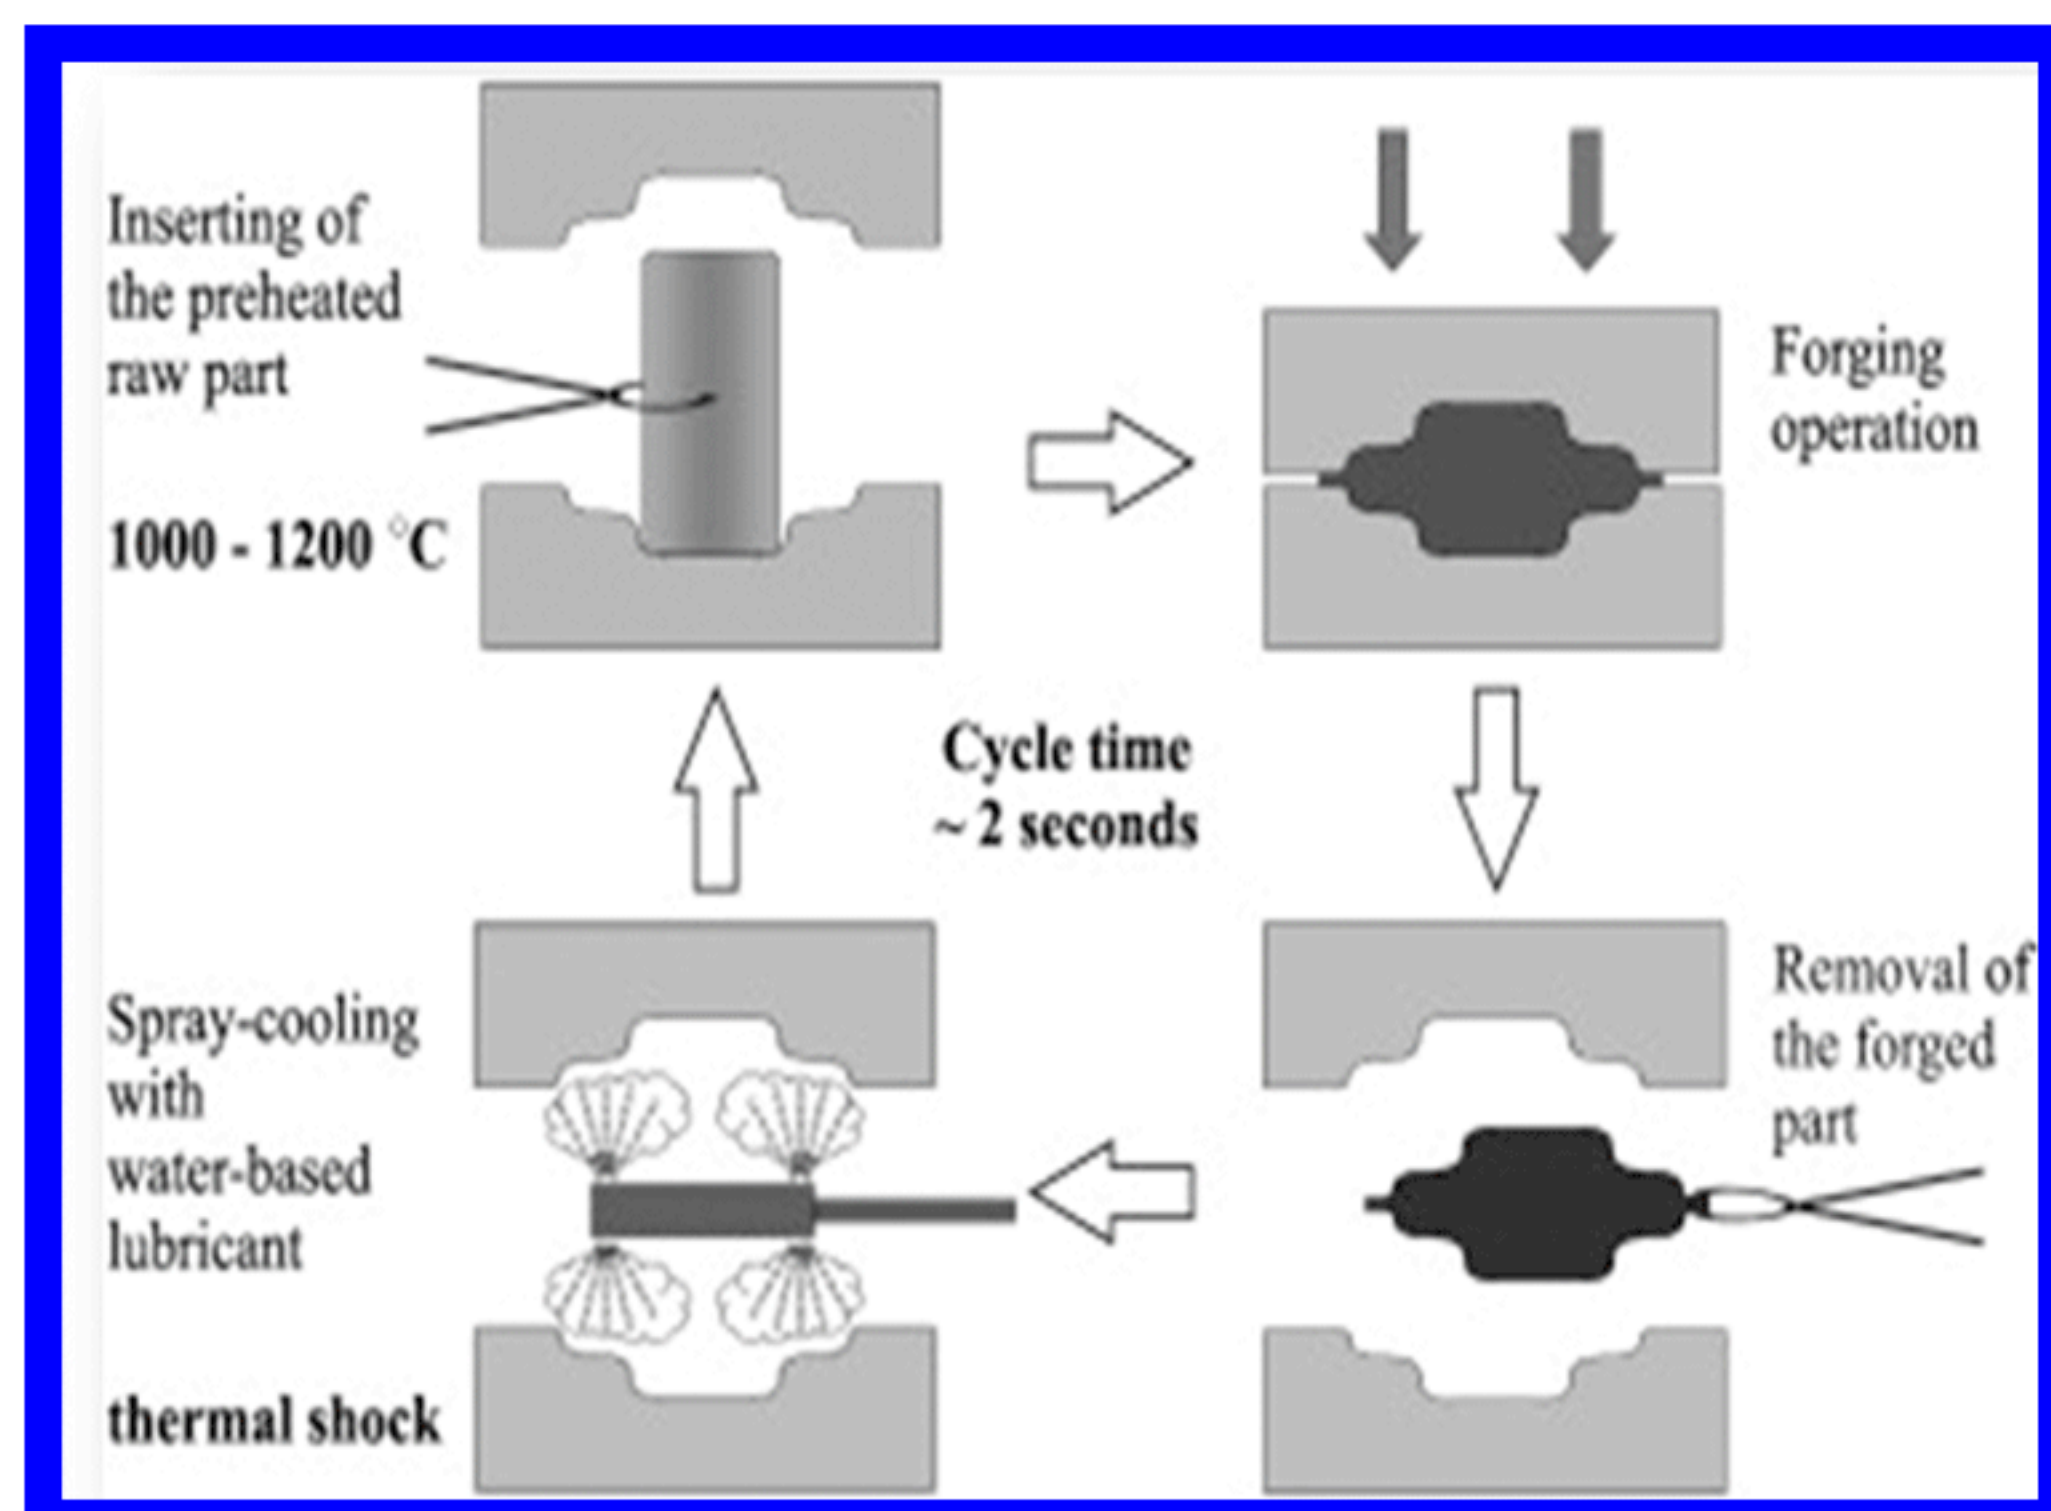 Inserting of
the preheated
raw part
1000 - 1200 °C
Forging
operation
Cycle time
~ 2 seconds
Removal of
the forged
part
Spray-cooling
with
water-based
lubricant
thermal shock